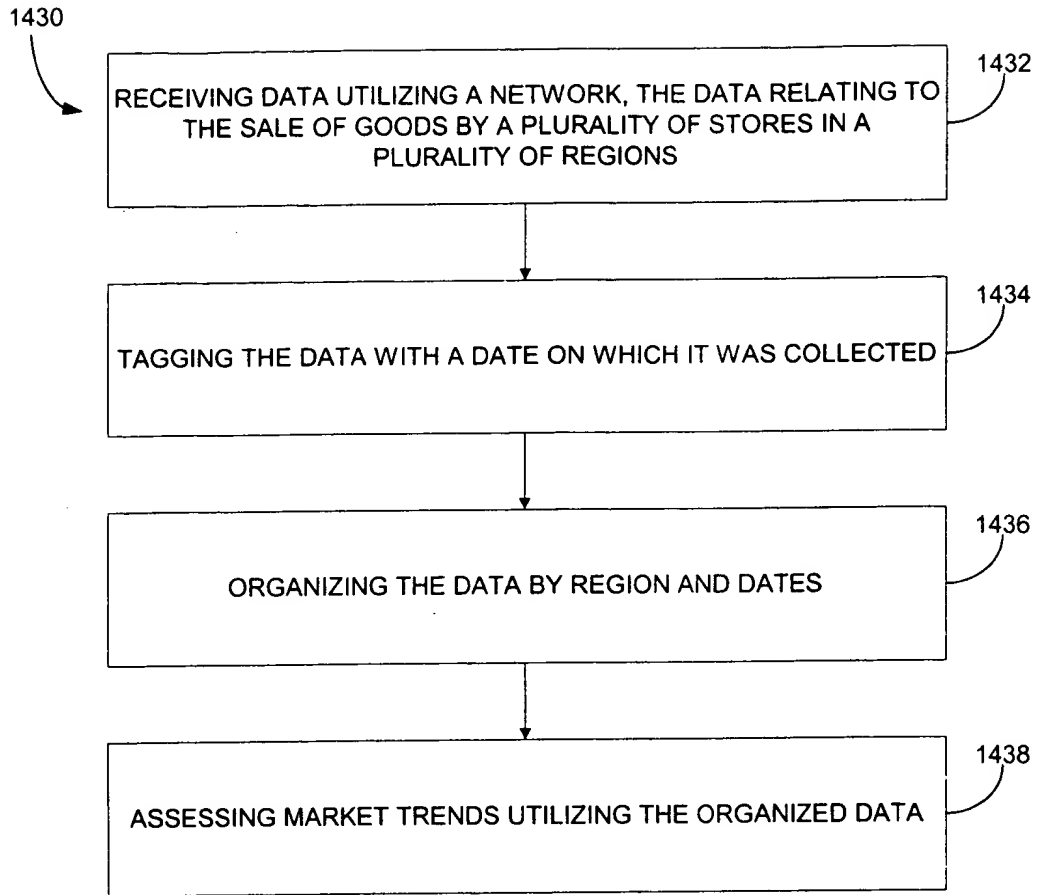 1430
1432
RECEIVING DATA UTILIZING A NETWORK, THE DATA RELATING TO
THE SALE OF GOODS BY A PLURALITY OF STORES IN A
PLURALITY OF REGIONS
1434
TAGGING THE DATA WITH A DATE ON WHICH IT WAS COLLECTED
1436
ORGANIZING THE DATA BY REGION AND DATES
1438
ASSESSING MARKET TRENDS UTILIZING THE ORGANIZED DATA